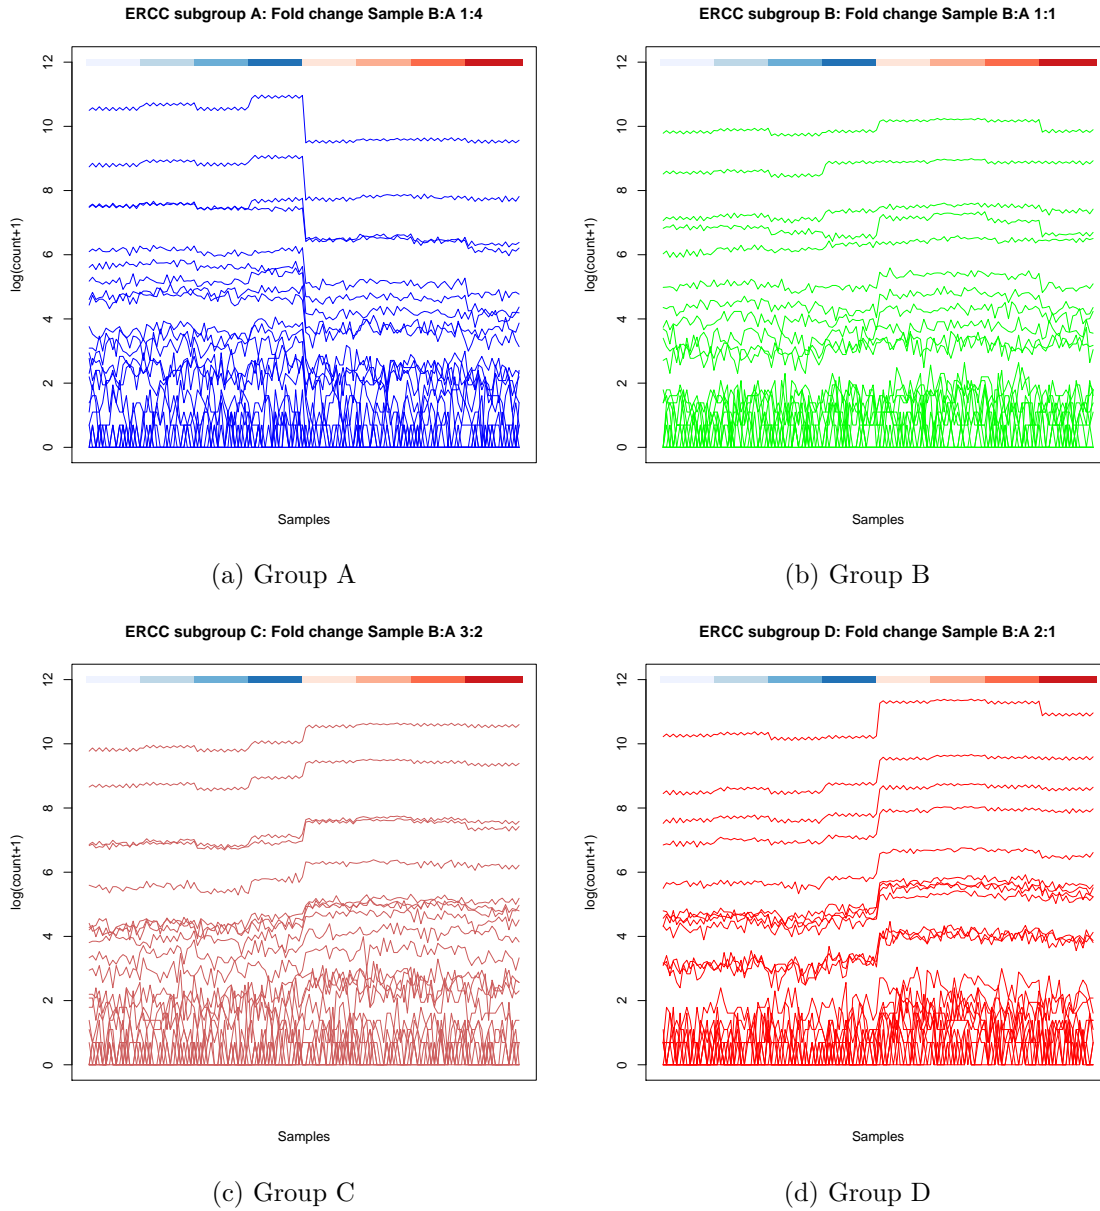 ERCC subgroup A: Fold change Sample B:A 1:4
12
10
8
6
4
2
0
log(count+1)
Samples
(a) Group A
ERCC subgroup B: Fold change Sample B:A 1:1
12
10
8
6
4
2
0
log(count+1)
Samples
(b) Group B
ERCC subgroup C: Fold change Sample B:A 3:2
12
10
8
6
4
2
0
log(count+1)
Samples
(c) Group C
ERCC subgroup D: Fold change Sample B:A 2:1
12
10
8
6
4
2
0
log(count+1)
Samples
(d) Group D